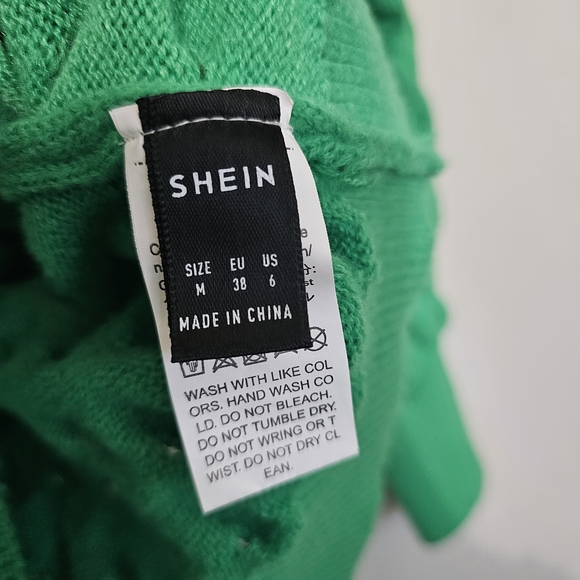 SHEIN
SIZE EU US
M 38 6
MADE IN CHINA
WASH WITH LIKE COL
ORS. HAND WASH CO
LD. DO NOT BLEACH.
DO NOT TUMBLE DRY.
DO NOT WRING OR T
WIST. DO NOT DRY CL
EAN.